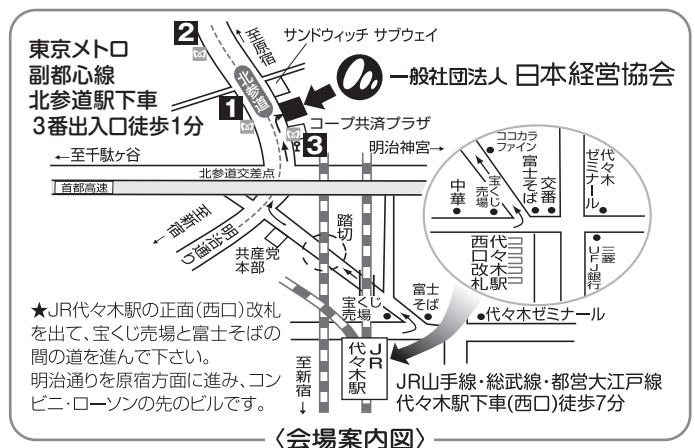 東京メトロ
副都心線
北参道駅下車
3番出入口徒歩1分
2
至原宿
サンドウィッチ サブウェイ
北参道
一般社団法人 日本経営協会
1
コープ共済プラザ
3
←至千駄ヶ谷
明治神宮→
北参道交差点
首都高速
至新宿
明治通り
共産党
本部
踏切
宝くじ
売場
富士
そば
代々木ゼミナール
ココカラ
ファイン
中華
宝くじ
売場
富士そば
交番
代々木
ゼミナール
代々木駅
西口改札
三菱
UFJ銀行
★JR代々木駅の正面(西口)改札
を出て、宝くじ売場と富士そばの
間の道を進んで下さい。
明治通りを原宿方面に進み、コン
ビニ・ローソンの先のビルです。
至新宿
JR
代々木駅
JR山手線・総武線・都営大江戸線
代々木駅下車(西口)徒歩7分
〈会場案内図〉